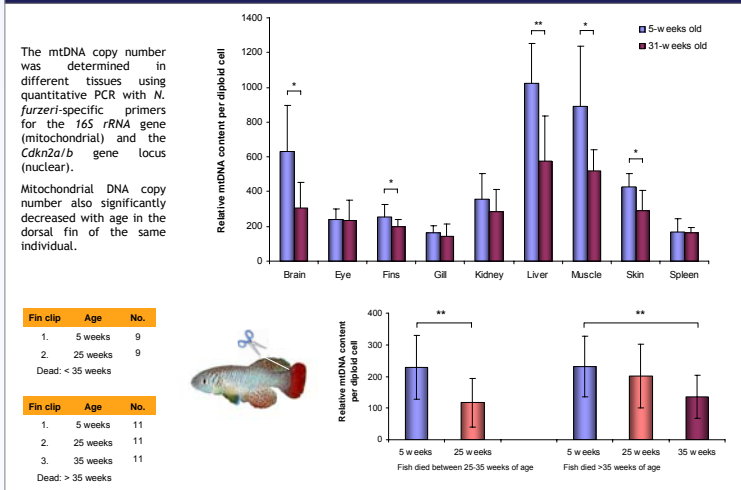 The mtDNA copy number
was determined in
different tissues using
quantitative PCR with N.
furzeri-specific primers
for the 16S rRNA gene
(mitochondrial) and the
Cdkn2a/b gene locus
(nuclear).
Mitochondrial DNA copy
number also significantly
decreased with age in the
dorsal fin of the same
individual.
Relative mtDNA content per diploid cell
1400
1200
1000
800
600
400
200
0
* * ** * *
5-weeks old
31-weeks old
Brain Eye Fins Gill Kidney Liver Muscle Skin Spleen
Fin clip Age No.
1. 5 weeks 9
2. 25 weeks 9
Dead: < 35 weeks
Fin clip Age No.
1. 5 weeks 11
2. 25 weeks 11
3. 35 weeks 11
Dead: > 35 weeks
Relative mtDNA content
per diploid cell
400
300
200
100
0
** **
5 weeks 25 weeks 5 weeks 25 weeks 35 weeks
Fish died between 25-35 weeks of age Fish died >35 weeks of age